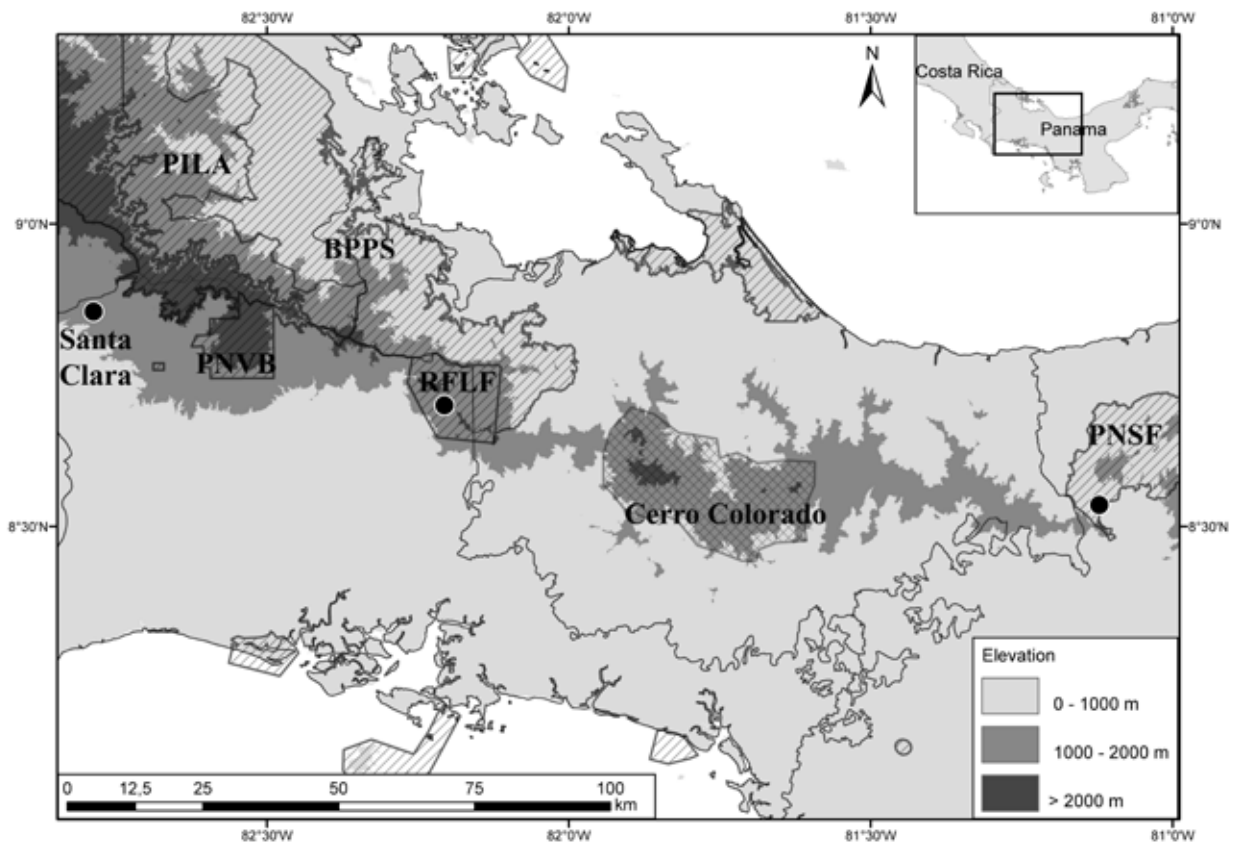 82°30'W 82°0'W 81°30'W 81°0'W
N
Costa Rica
Panama
PILA
9°0'N 9°0'N
BPPS
Santa
Clara
PNVB
RFLF
PNSF
Cerro Colorado
8°30'N 8°30'N
Elevation
0 - 1000 m
1000 - 2000 m
> 2000 m
0 12,5 25 50 75 100
km
82°30'W 82°0'W 81°30'W 81°0'W